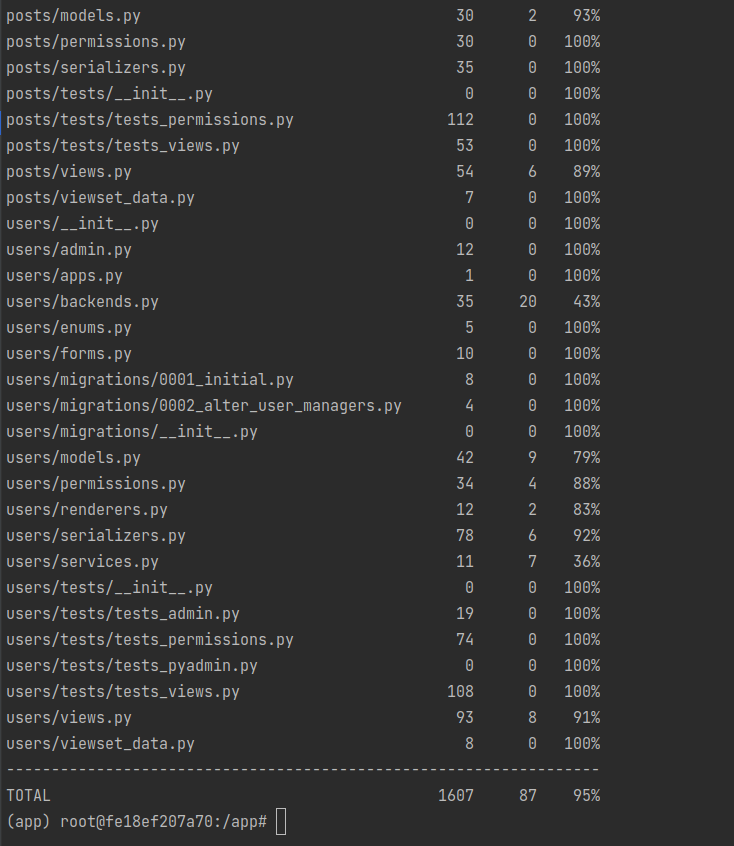 posts/models.py 30 2 93%
posts/permissions.py 30 0 100%
posts/serializers.py 35 0 100%
posts/tests/__init__.py 0 0 100%
posts/tests/tests_permissions.py 112 0 100%
posts/tests/tests_views.py 53 0 100%
posts/views.py 54 6 89%
posts/viewset_data.py 7 0 100%
users/__init__.py 0 0 100%
users/admin.py 12 0 100%
users/apps.py 1 0 100%
users/backends.py 35 20 43%
users/enums.py 5 0 100%
users/forms.py 10 0 100%
users/migrations/0001_initial.py 8 0 100%
users/migrations/0002_alter_user_managers.py 4 0 100%
users/migrations/__init__.py 0 0 100%
users/models.py 42 9 79%
users/permissions.py 34 4 88%
users/renderers.py 12 2 83%
users/serializers.py 78 6 92%
users/services.py 11 7 36%
users/tests/__init__.py 0 0 100%
users/tests/tests_admin.py 19 0 100%
users/tests/tests_permissions.py 74 0 100%
users/tests/tests_pyadmin.py 0 0 100%
users/tests/tests_views.py 108 0 100%
users/views.py 93 8 91%
users/viewset_data.py 8 0 100%
------------------------------------------------------------------
TOTAL 1607 87 95%
(app) root@fe18ef207a70:/app#